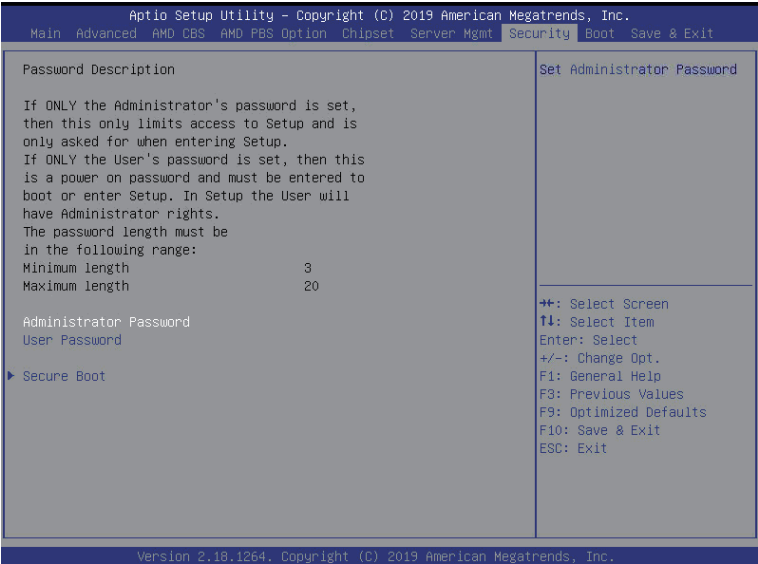 Aptio Setup Utility – Copyright (C) 2019 American Megatrends, Inc.
Main Advanced AMD CBS AMD PBS Option Chipset Server Mgmt Security Boot Save & Exit
Password Description
If ONLY the Administrator's password is set,
then this only limits access to Setup and is
only asked for when entering Setup.
If ONLY the User's password is set, then this
is a power on password and must be entered to
boot or enter Setup. In Setup the User will
have Administrator rights.
The password length must be
in the following range:
Minimum length 3
Maximum length 20
Administrator Password
User Password
Secure Boot
Set Administrator Password
→←: Select Screen
↑↓: Select Item
Enter: Select
+/-: Change Opt.
F1: General Help
F3: Previous Values
F9: Optimized Defaults
F10: Save & Exit
ESC: Exit
Version 2.18.1264. Copyright (C) 2019 American Megatrends, Inc.